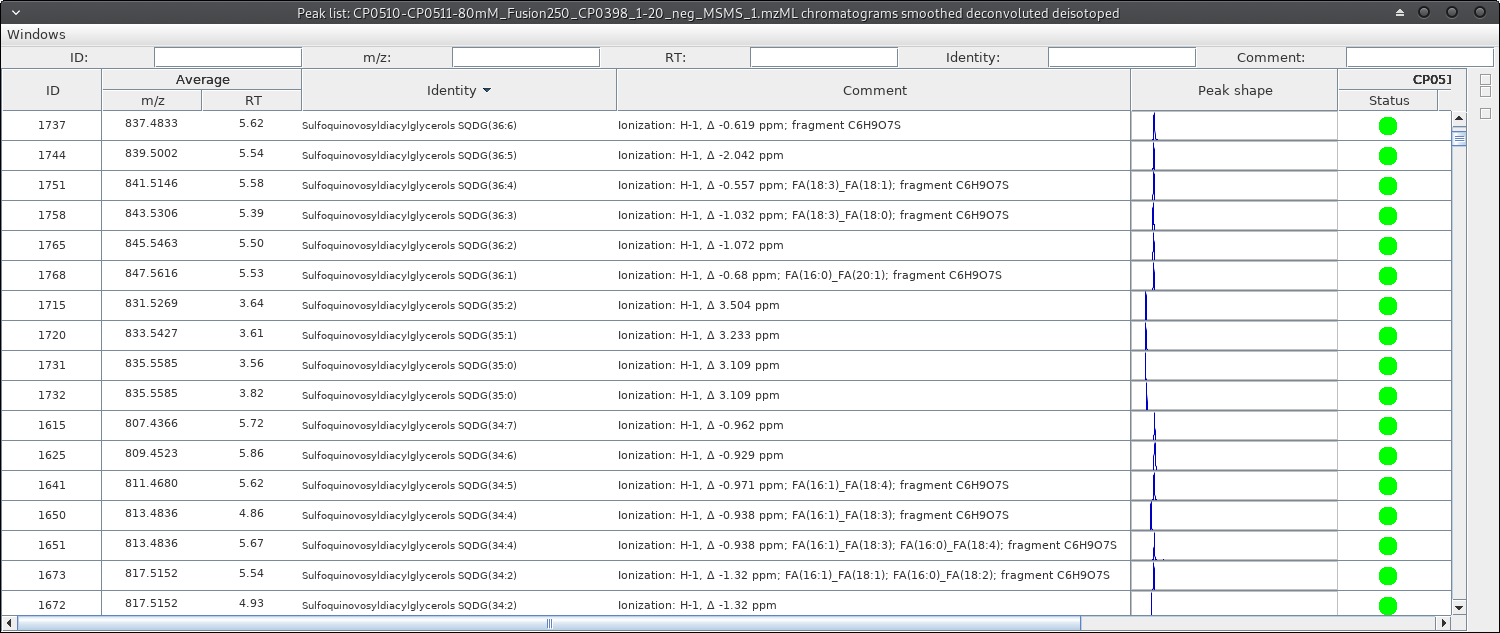 Peak list: CP0510-CP0511-80mM_Fusion250_CP0398_1-20_neg_MSMS_1.mzML chromatograms smoothed deconvoluted deisotoped
Windows
ID: m/z: RT: Identity: Comment:
Average CP051
ID Identity Comment Peak shape
m/z RT Status
1737 837.4833 5.62 Sulfoquinovosyldiacylglycerols SQDG(36:6) Ionization: H-1, Δ -0.619 ppm; fragment C6H9O7S
1744 839.5002 5.54 Sulfoquinovosyldiacylglycerols SQDG(36:5) Ionization: H-1, Δ -2.042 ppm
1751 841.5146 5.58 Sulfoquinovosyldiacylglycerols SQDG(36:4) Ionization: H-1, Δ -0.557 ppm; FA(18:3)_FA(18:1); fragment C6H9O7S
1758 843.5306 5.39 Sulfoquinovosyldiacylglycerols SQDG(36:3) Ionization: H-1, Δ -1.032 ppm; FA(18:3)_FA(18:0); fragment C6H9O7S
1765 845.5463 5.50 Sulfoquinovosyldiacylglycerols SQDG(36:2) Ionization: H-1, Δ -1.072 ppm
1768 847.5616 5.53 Sulfoquinovosyldiacylglycerols SQDG(36:1) Ionization: H-1, Δ -0.68 ppm; FA(16:0)_FA(20:1); fragment C6H9O7S
1715 831.5269 3.64 Sulfoquinovosyldiacylglycerols SQDG(35:2) Ionization: H-1, Δ 3.504 ppm
1720 833.5427 3.61 Sulfoquinovosyldiacylglycerols SQDG(35:1) Ionization: H-1, Δ 3.233 ppm
1731 835.5585 3.56 Sulfoquinovosyldiacylglycerols SQDG(35:0) Ionization: H-1, Δ 3.109 ppm
1732 835.5585 3.82 Sulfoquinovosyldiacylglycerols SQDG(35:0) Ionization: H-1, Δ 3.109 ppm
1615 807.4366 5.72 Sulfoquinovosyldiacylglycerols SQDG(34:7) Ionization: H-1, Δ -0.962 ppm
1625 809.4523 5.86 Sulfoquinovosyldiacylglycerols SQDG(34:6) Ionization: H-1, Δ -0.929 ppm
1641 811.4680 5.62 Sulfoquinovosyldiacylglycerols SQDG(34:5) Ionization: H-1, Δ -0.971 ppm; FA(16:1)_FA(18:4); fragment C6H9O7S
1650 813.4836 4.86 Sulfoquinovosyldiacylglycerols SQDG(34:4) Ionization: H-1, Δ -0.938 ppm; FA(16:1)_FA(18:3); fragment C6H9O7S
1651 813.4836 5.67 Sulfoquinovosyldiacylglycerols SQDG(34:4) Ionization: H-1, Δ -0.938 ppm; FA(16:1)_FA(18:3); FA(16:0)_FA(18:4); fragment C6H9O7S
1673 817.5152 5.54 Sulfoquinovosyldiacylglycerols SQDG(34:2) Ionization: H-1, Δ -1.32 ppm; FA(16:1)_FA(18:1); FA(16:0)_FA(18:2); fragment C6H9O7S
1672 817.5152 4.93 Sulfoquinovosyldiacylglycerols SQDG(34:2) Ionization: H-1, Δ -1.32 ppm